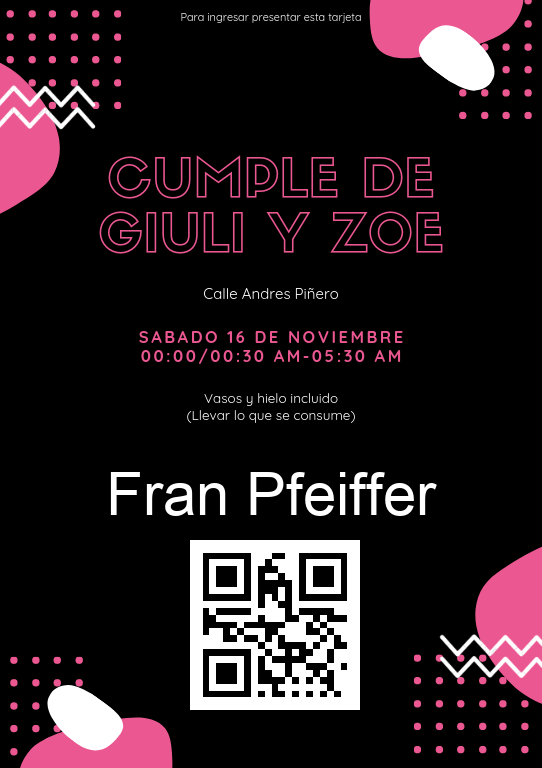 Para ingresar presentar esta tarjeta
CUMPLE DE
GIULI Y ZOE
Calle Andres Piñero
SABADO 16 DE NOVIEMBRE
00:00/00:30 AM-05:30 AM
Vasos y hielo incluido
(Llevar lo que se consume)
Fran Pfeiffer